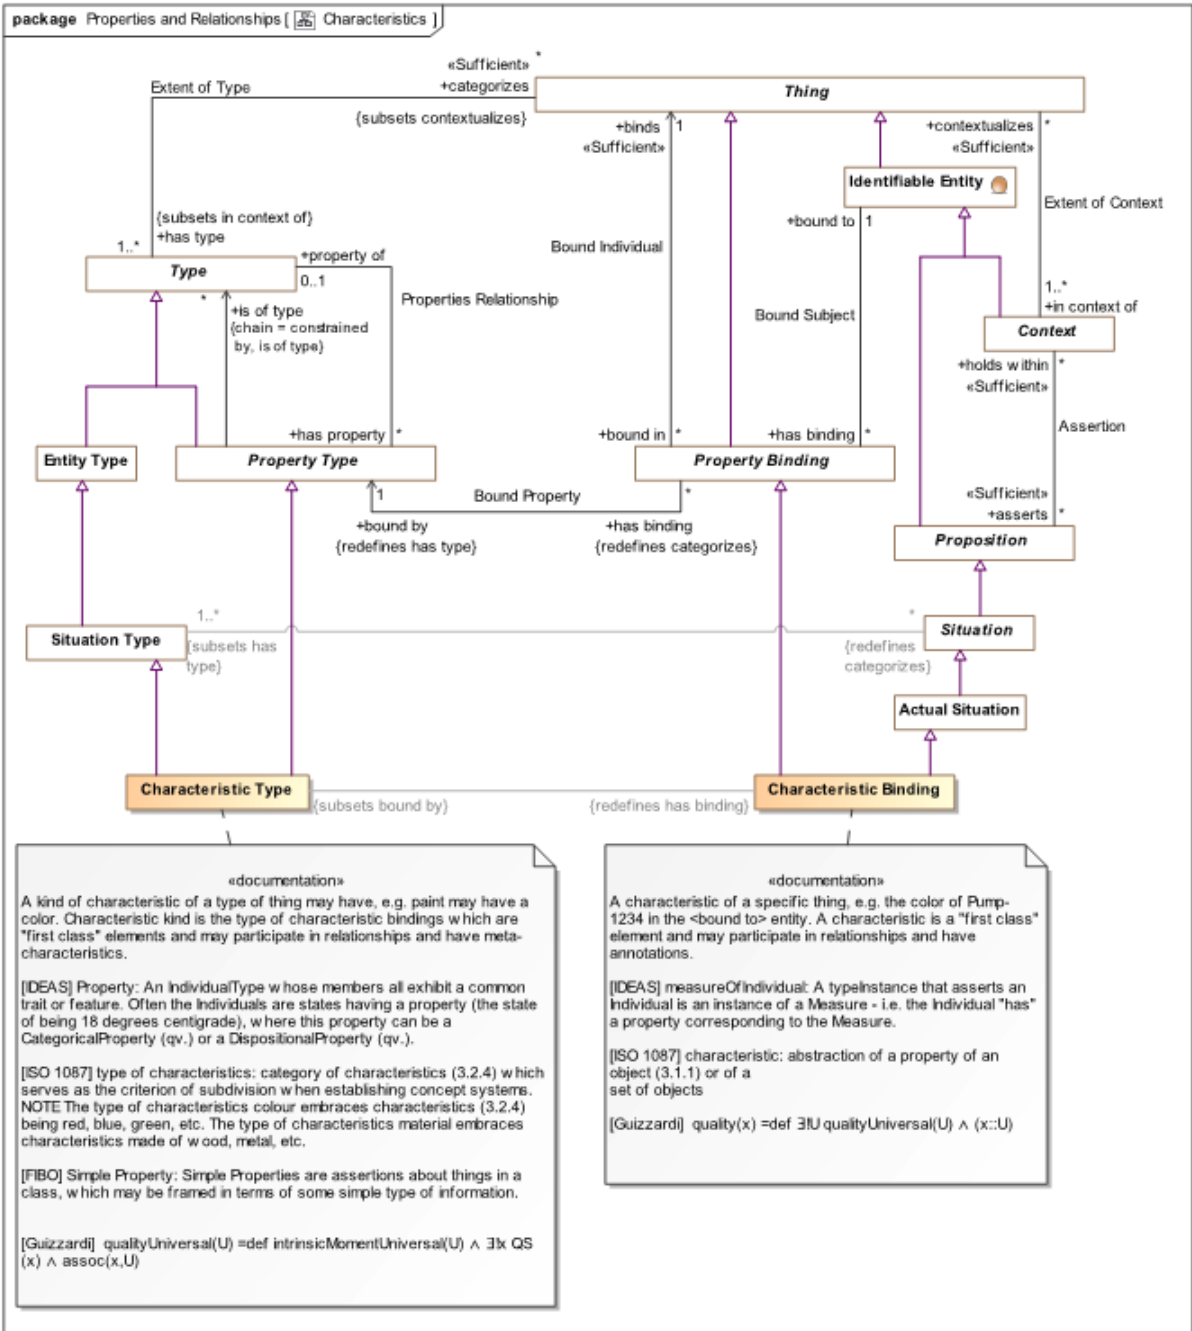 package Properties and Relationships [ Characteristics ]
«Sufficient» *
Extent of Type
+categorizes
Thing
{subsets contextualizes}
+binds 1
«Sufficient»
+contextualizes *
«Sufficient»
Identifiable Entity
{subsets in context of}
+has type
1..*
+bound to 1
Extent of Context
Bound Individual
+property of
0..1
Type
*
+is of type
{chain = constrained
by, is of type}
Properties Relationship
Bound Subject
1..*
+in context of
Context
+holds within *
«Sufficient»
Assertion
+has property *
+bound in *
+has binding *
Entity Type
Property Type
Property Binding
1
Bound Property
*
+bound by
{redefines has type}
+has binding
{redefines categorizes}
«Sufficient»
+asserts *
Proposition
1..*
*
Situation Type
{subsets has
type}
Situation
{redefines
categorizes}
Actual Situation
Characteristic Type
{subsets bound by}
{redefines has binding}
Characteristic Binding
«documentation»
A kind of characteristic of a type of thing may have, e.g. paint may have a
color. Characteristic kind is the type of characteristic bindings which are
"first class" elements and may participate in relationships and have meta-
characteristics.
[IDEAS] Property: An IndividualType whose members all exhibit a common
trait or feature. Often the Individuals are states having a property (the state
of being 18 degrees centigrade), where this property can be a
CategoricalProperty (qv.) or a DispositionalProperty (qv.).
[ISO 1087] type of characteristics: category of characteristics (3.2.4) which
serves as the criterion of subdivision when establishing concept systems.
NOTE The type of characteristics colour embraces characteristics (3.2.4)
being red, blue, green, etc. The type of characteristics material embraces
characteristics made of wood, metal, etc.
[FIBO] Simple Property: Simple Properties are assertions about things in a
class, which may be framed in terms of some simple type of information.
[Guizzardi] qualityUniversal(U) =def intrinsicMomentUniversal(U) ∧ ∃!x QS
(x) ∧ assoc(x,U)
«documentation»
A characteristic of a specific thing, e.g. the color of Pump-
1234 in the <bound to> entity. A characteristic is a "first class"
element and may participate in relationships and have
annotations.
[IDEAS] measureOfIndividual: A typeInstance that asserts an
Individual is an instance of a Measure - i.e. the Individual "has"
a property corresponding to the Measure.
[ISO 1087] characteristic: abstraction of a property of an
object (3.1.1) or of a
set of objects
[Guizzardi] quality(x) =def ∃!U qualityUniversal(U) ∧ (x::U)